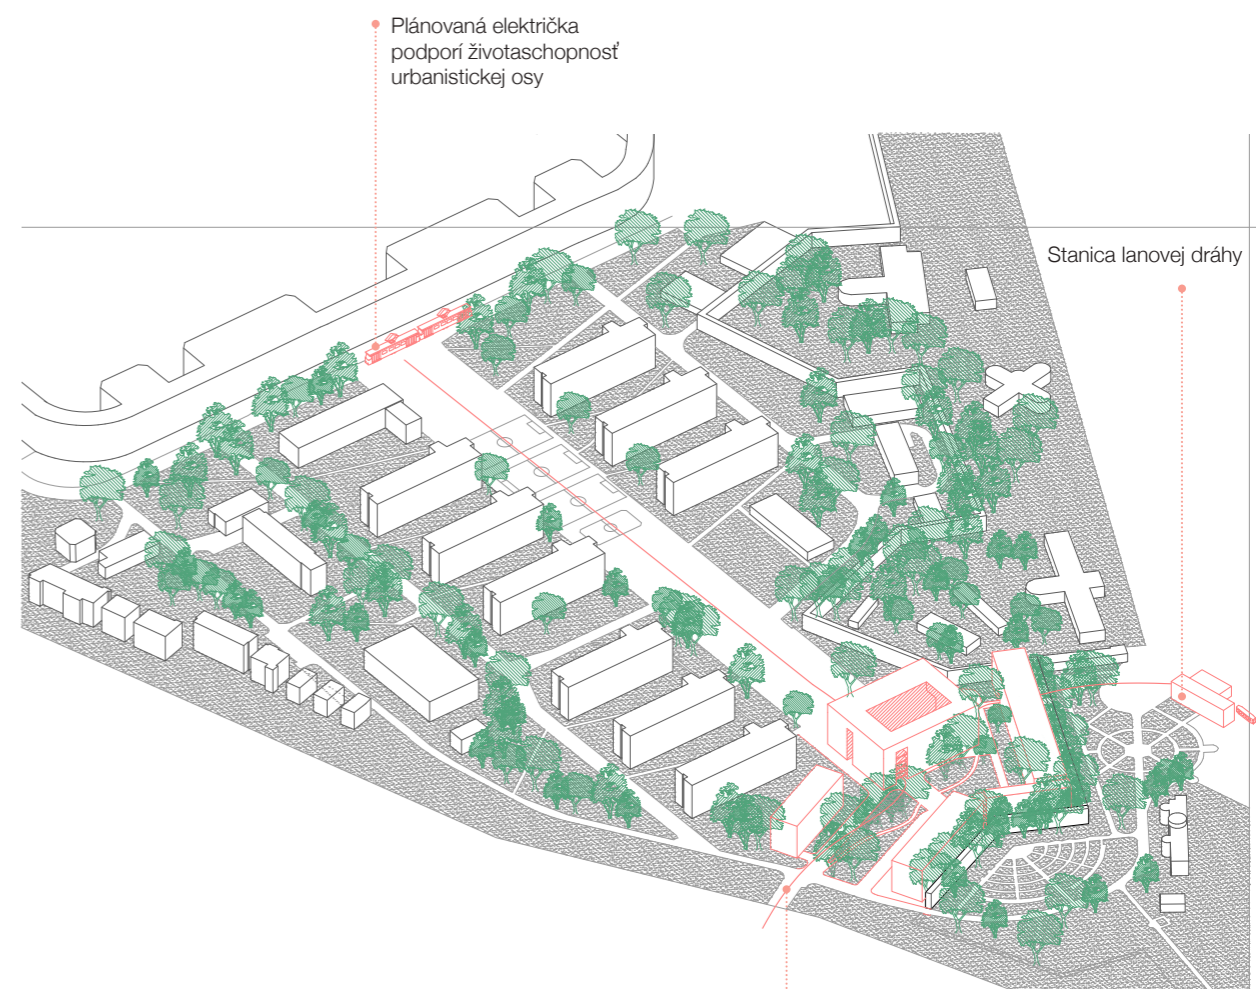 Plánovaná električka
podporí životaschopnosť
urbanistickej osy
Stanica lanovej dráhy